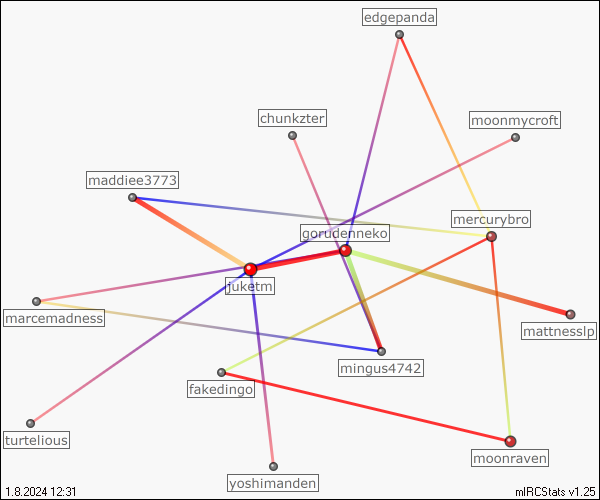 edgepanda
chunkzter
moonmycroft
maddiee3773
mercurybro
gorudenneko
juketm
marcemadness
mattnesslp
mingus4742
fakedingo
turtelious
moonraven
yoshimanden
1.8.2024 12:31
mIRCStats v1.25